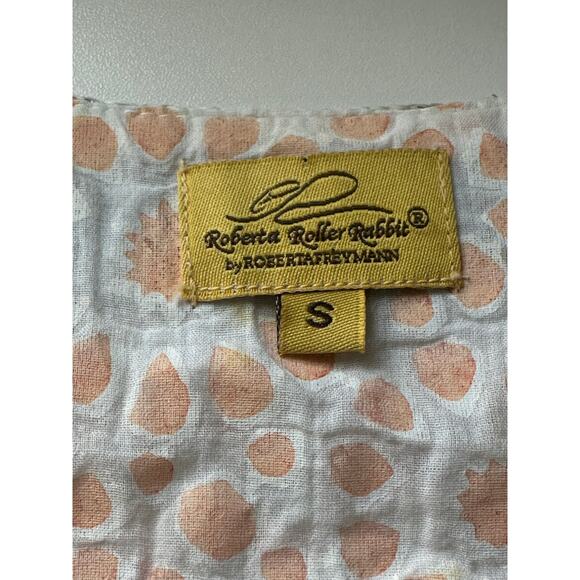 Roberta Roller Rabbit®
by ROBERTAFREYMANN
S